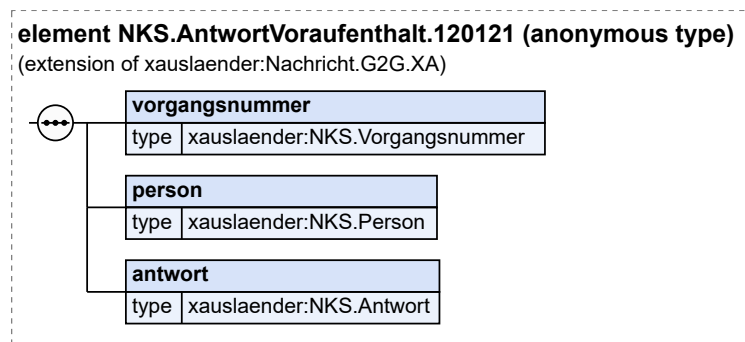 element NKS.AntwortVoraufenthalt.120121 (anonymous type)
(extension of xauslaender:Nachricht.G2G.XA)
vorgangsnummer
type xauslaender:NKS.Vorgangsnummer
person
type xauslaender:NKS.Person
antwort
type xauslaender:NKS.Antwort